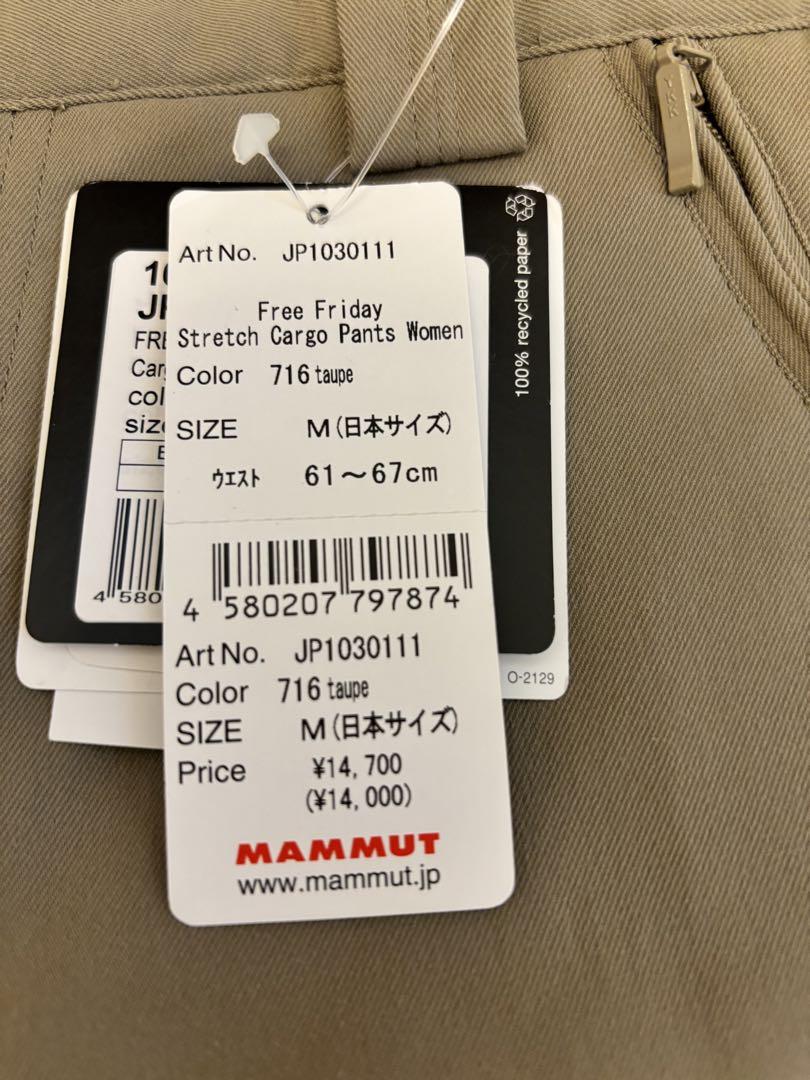 Art No. JP1030111
Free Friday
Stretch Cargo Pants Women
Color 716 taupe
SIZE M(日本サイズ)
ウエスト 61~67cm
4 580207 797874
Art No. JP1030111
Color 716 taupe
SIZE M(日本サイズ)
Price ¥14,700
(¥14,000)
MAMMUT
www.mammut.jp
100% recycled paper
O-2129
4 580